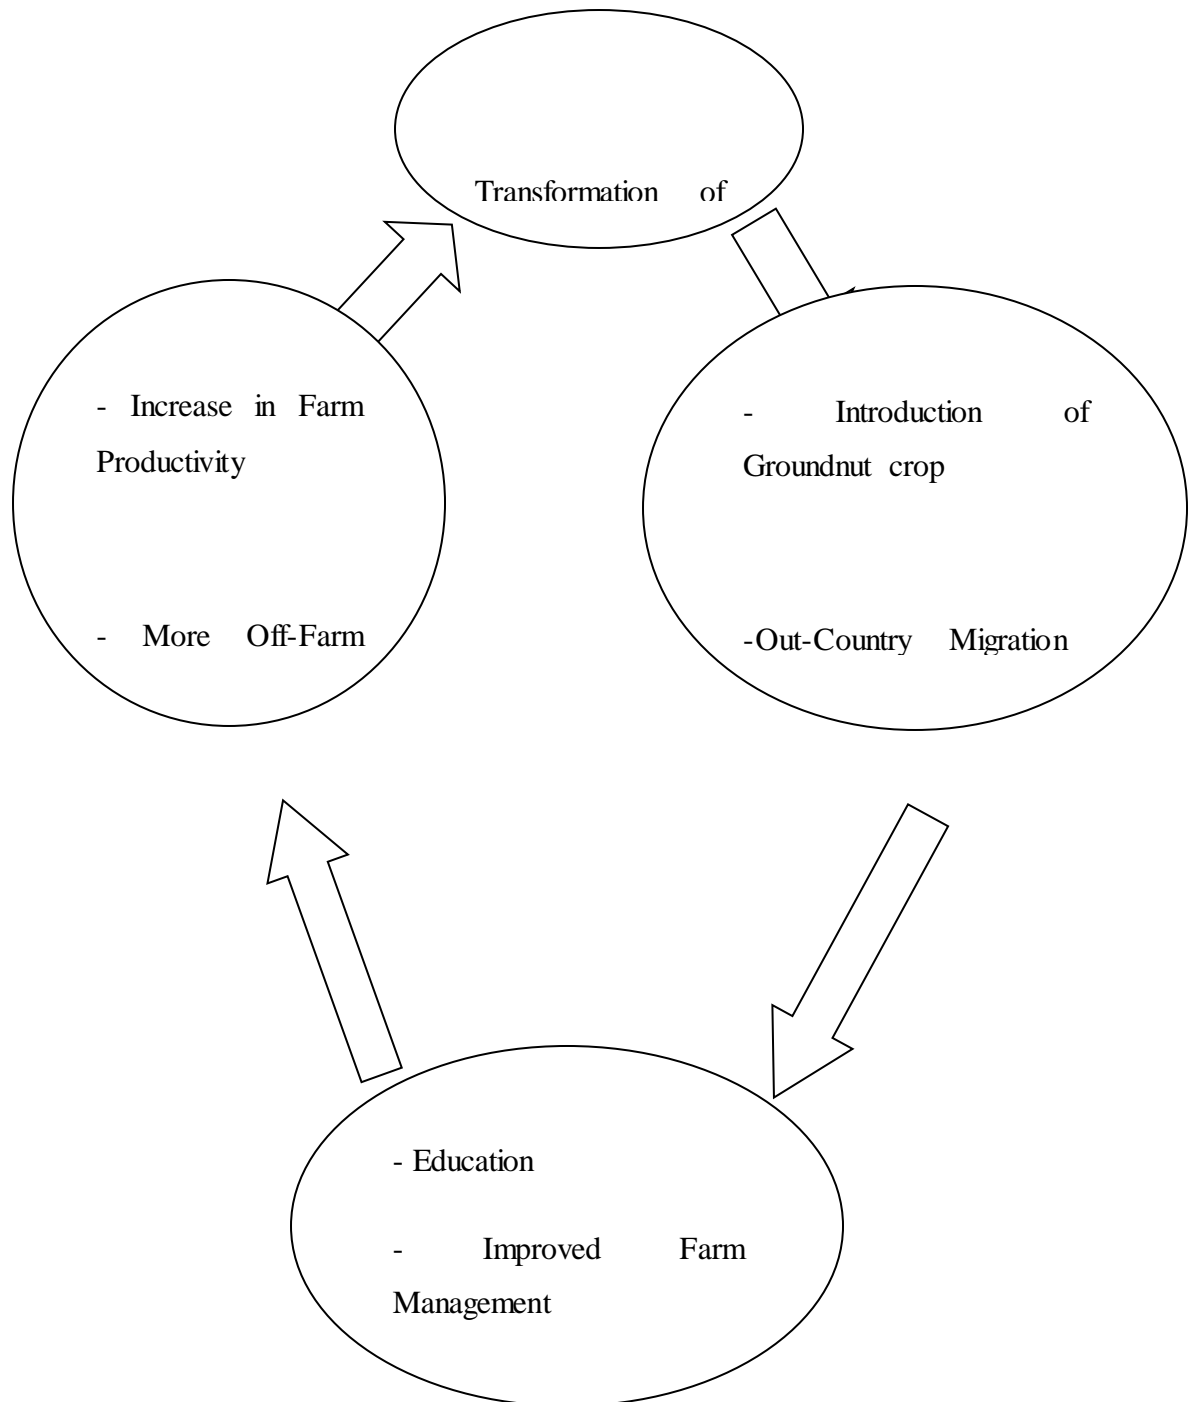 Transformation of
- Increase in Farm
Productivity
- More Off-Farm
- Introduction of
Groundnut crop
-Out-Country Migration
- Education
- Improved Farm
Management